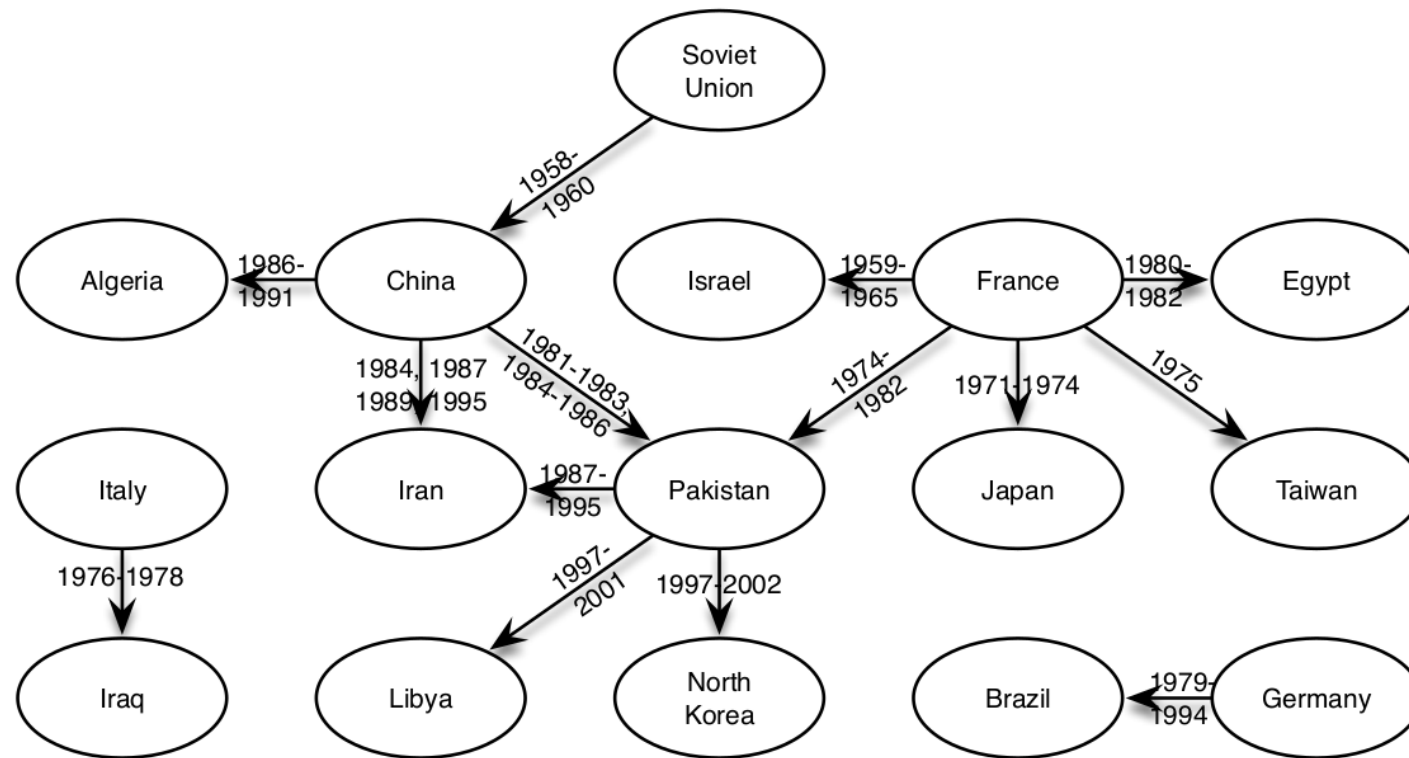 Soviet
Union
1958-
1960
Algeria
1986-
1991
China
Israel
1959-
1965
France
1980-
1982
Egypt
1984, 1987
1989, 1995
1981-1983,
1984-1986
1974-
1982
1971-1974
1975
Italy
Iran
1987-
1995
Pakistan
Japan
Taiwan
1976-1978
1997-
2001
1997-2002
Iraq
Libya
North
Korea
Brazil
1979-
1994
Germany